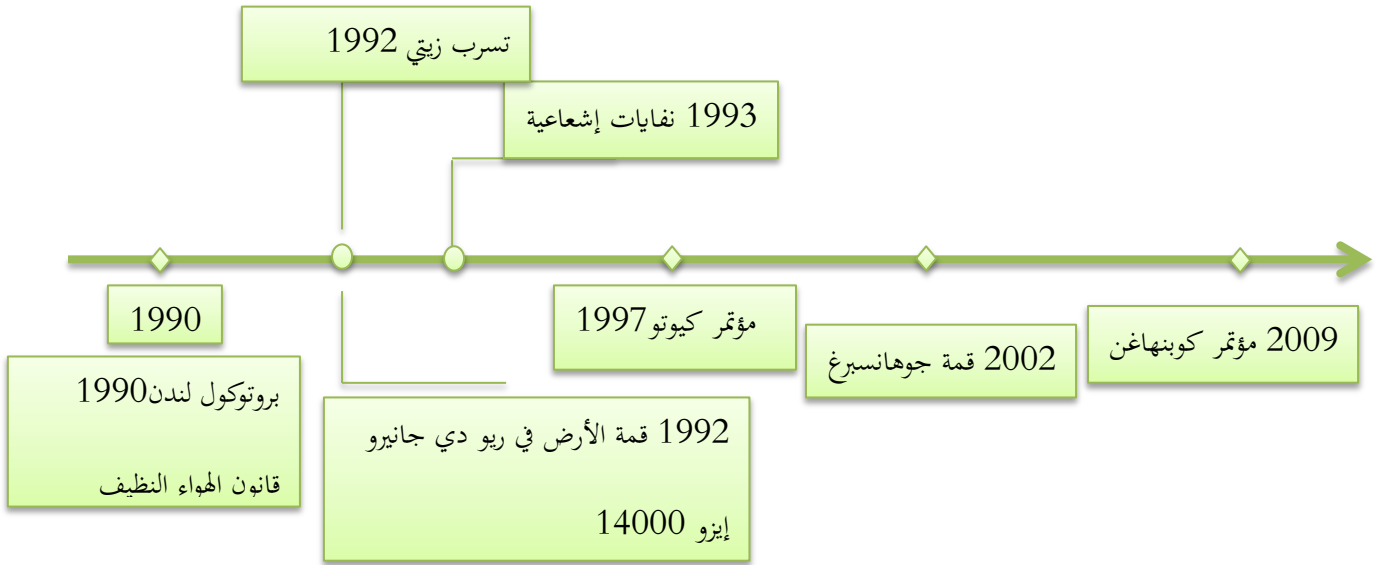 تسرب زيتي 1992
1993 نفايات إشعاعية
1990
بروتوكول لندن1990
قانون الهواء النظيف
1992 قمة الأرض في ريو دي جانيرو
إيزو 14000
مؤتمر كيوتو1997
2002 قمة جوهانسبرغ
2009 مؤتمر كوبنهاغن